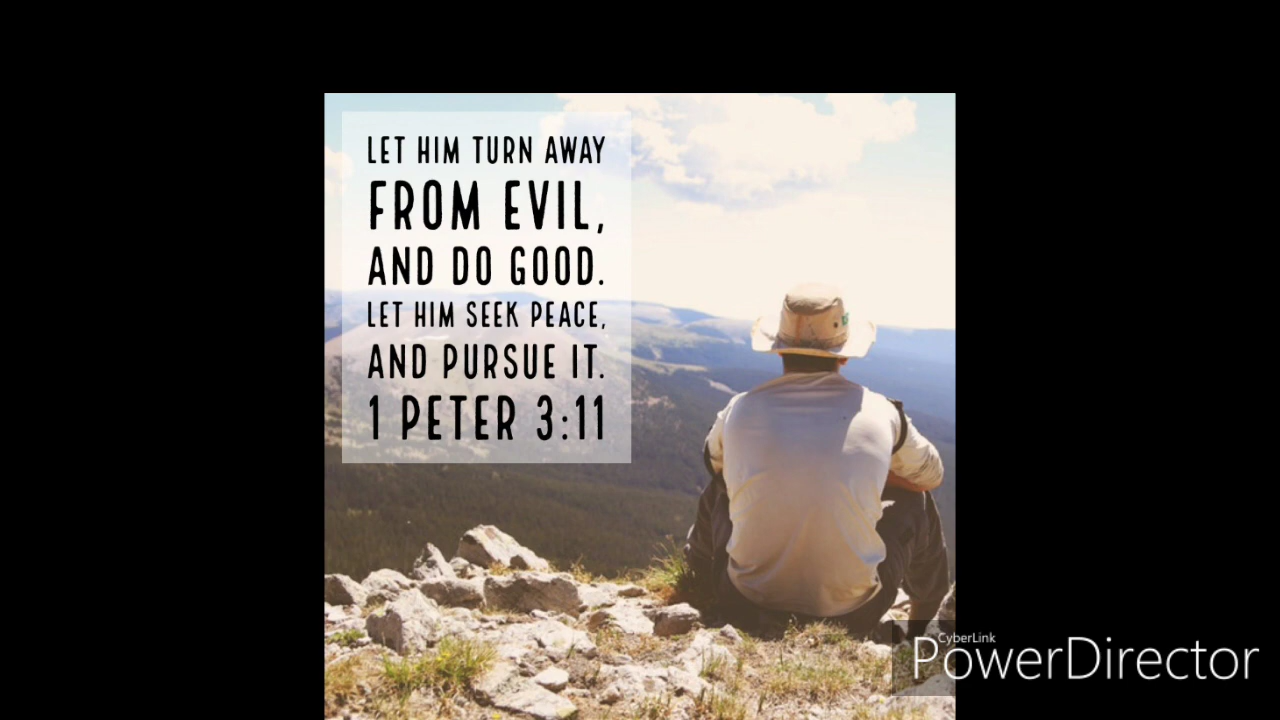 LET HIM TURN AWAY
FROM EVIL,
AND DO GOOD.
LET HIM SEEK PEACE,
AND PURSUE IT.
1 PETER 3:11
CyberLink
PowerDirector